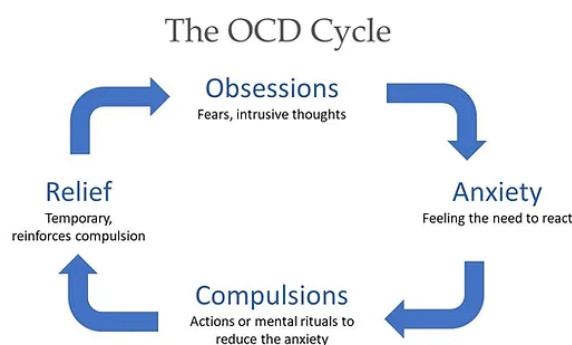 The OCD Cycle
Obsessions
Fears, intrusive thoughts
Anxiety
Feeling the need to react
Compulsions
Actions or mental rituals to
reduce the anxiety
Relief
Temporary,
reinforces compulsion